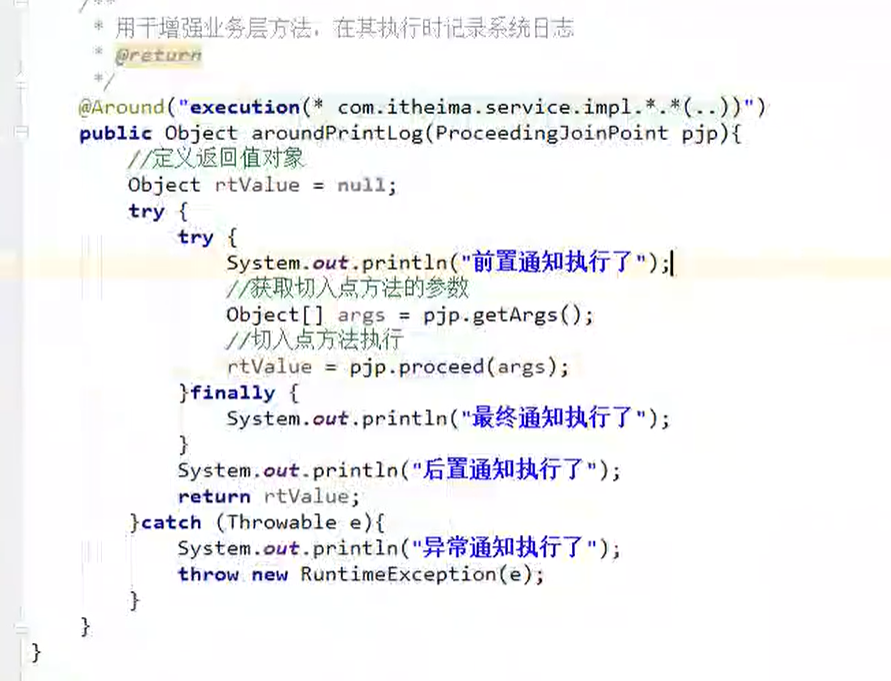 /**
* 用于增强业务层方法，在其执行时记录系统日志
* @return
*/
@Around("execution(* com.itheima.service.impl.*.*(..))")
public Object aroundPrintLog(ProceedingJoinPoint pjp){
//定义返回值对象
Object rtValue = null;
try {
try {
System.out.println("前置通知执行了");
//获取切入点方法的参数
Object[] args = pjp.getArgs();
//切入点方法执行
rtValue = pjp.proceed(args);
}finally {
System.out.println("最终通知执行了");
}
System.out.println("后置通知执行了");
return rtValue;
}catch (Throwable e){
System.out.println("异常通知执行了");
throw new RuntimeException(e);
}
}
}